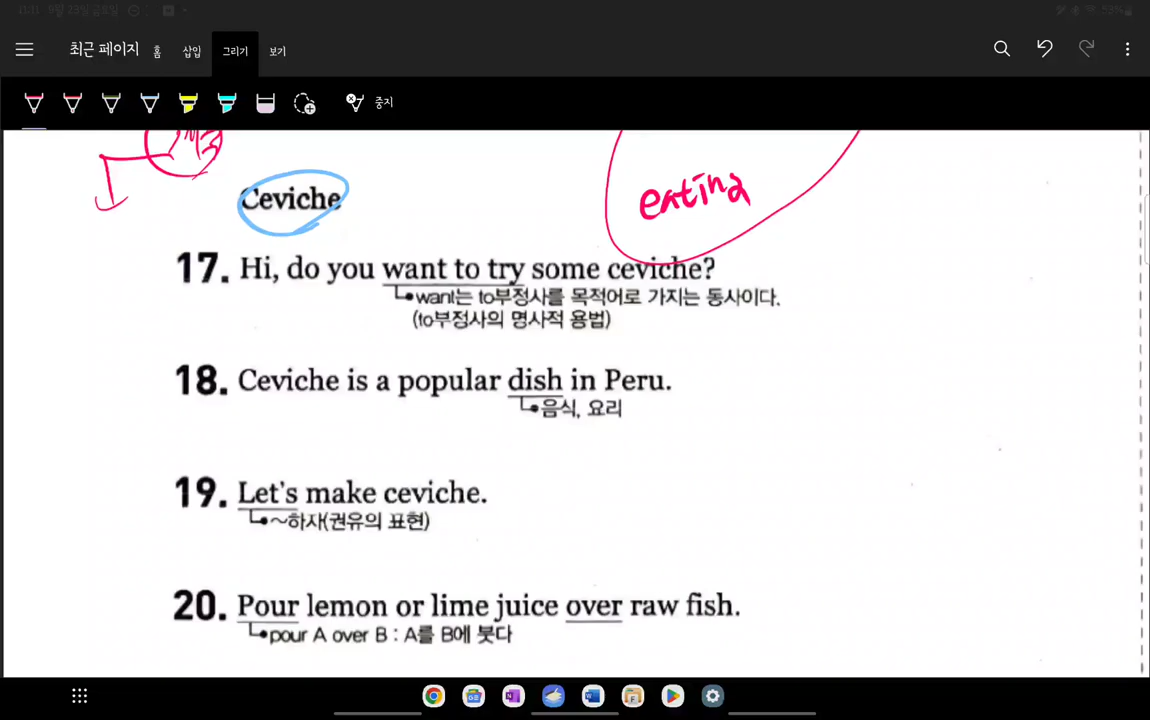 최근 페이지 홈 삽입 그리기 보기
중지
eating
Ceviche
17. Hi, do you want to try some ceviche?
want는 to부정사를 목적어로 가지는 동사이다.
(to부정사의 명사적 용법)
18. Ceviche is a popular dish in Peru.
음식, 요리
19. Let's make ceviche.
~하자(권유의 표현)
20. Pour lemon or lime juice over raw fish.
pour A over B : A를 B에 붓다